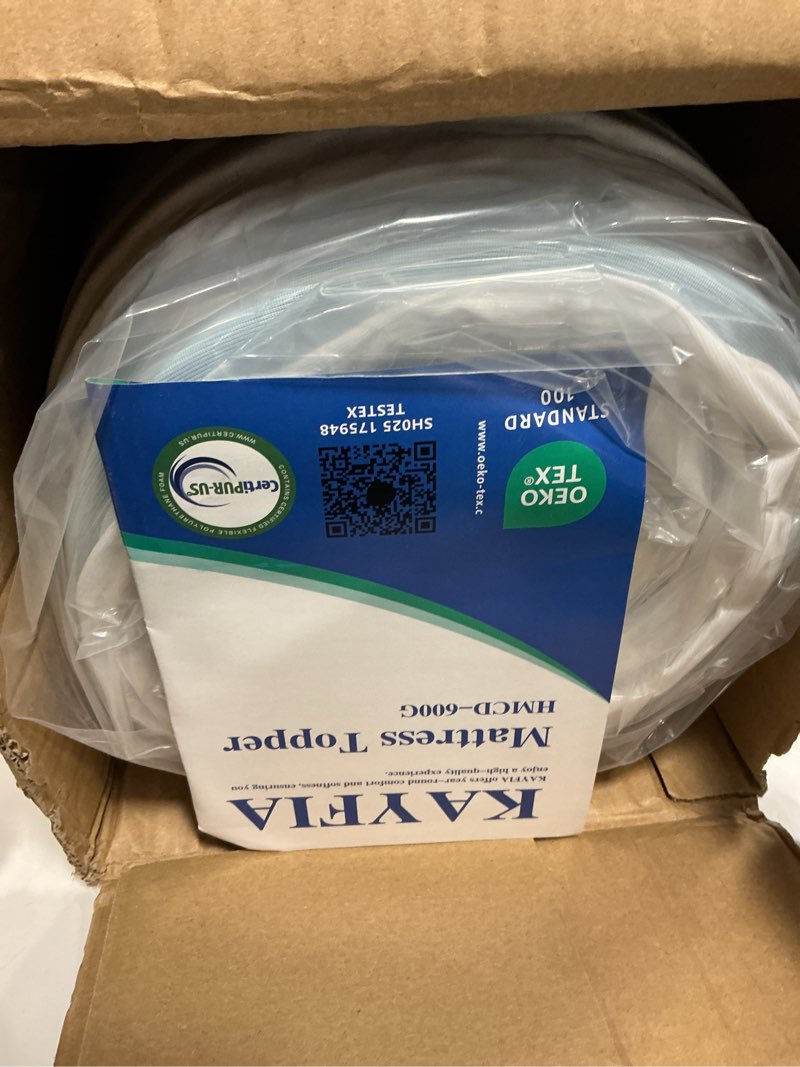 KAYFIA
KAYFIA offers year-round comfort and softness, ensuring you
enjoy a high-quality experience.
Mattress Topper
HMCD-600G
OEKO
TEX®
STANDARD
100
www.oeko-tex.c
SH025 175948
TESTEX
CONTAINS CERTIFIED FLEXIBLE POLYURETHANE FOAM
CertiPUR-US®
WWW.CERTIPUR.US